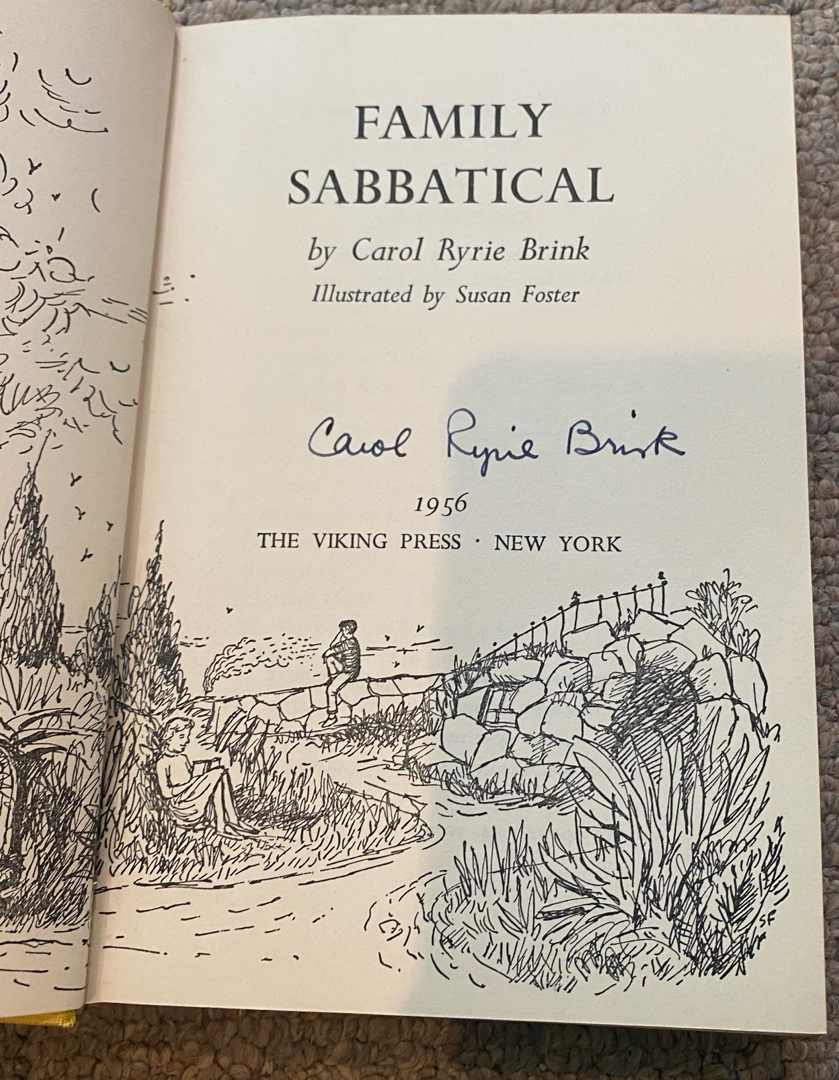 FAMILY
SABBATICAL
by Carol Ryrie Brink
Illustrated by Susan Foster
Carol Ryrie Brink
1956
THE VIKING PRESS · NEW YORK
SF